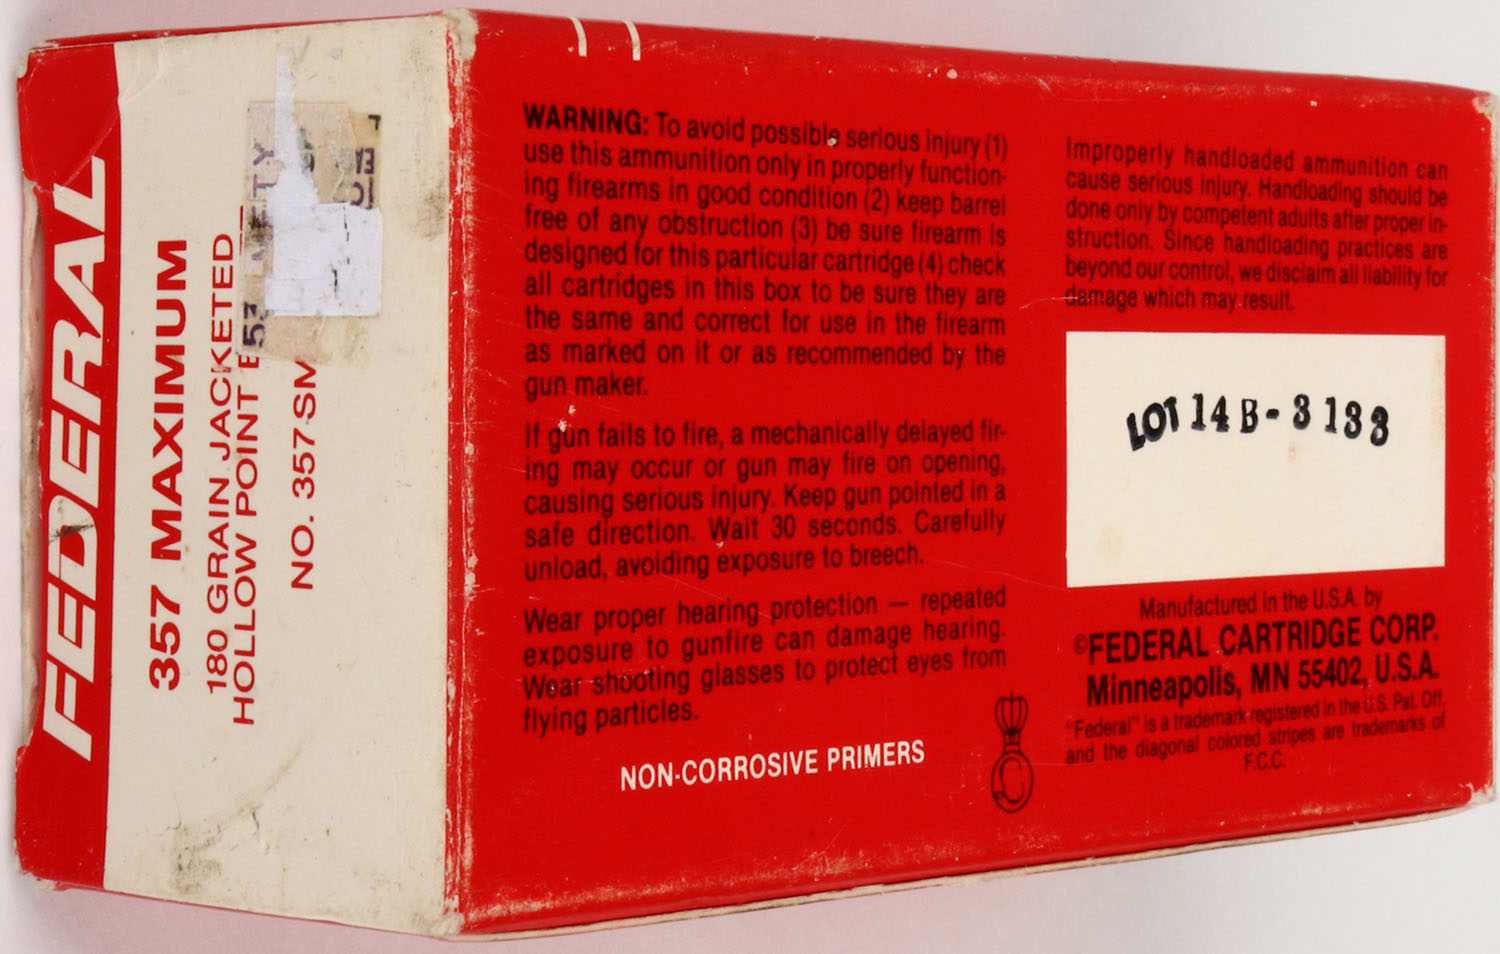 FEDERAL
357 MAXIMUM
180 GRAIN JACKETED
HOLLOW POINT
NO. 357 SM
WARNING: To avoid possible serious injury (1)
use this ammunition only in properly function-
ing firearms in good condition (2) keep barrel
free of any obstruction (3) be sure firearm is
designed for this particular cartridge (4) check
all cartridges in this box to be sure they are
the same and correct for use in the firearm
as marked on it or as recommended by the
gun maker.
If gun fails to fire, a mechanically delayed fir-
ing may occur or gun may fire on opening,
causing serious injury. Keep gun pointed in a
safe direction. Wait 30 seconds. Carefully
unload, avoiding exposure to breech.
Wear proper hearing protection — repeated
exposure to gunfire can damage hearing.
Wear shooting glasses to protect eyes from
flying particles.
NON-CORROSIVE PRIMERS
Improperly handloaded ammunition can
cause serious injury. Handloading should be
done only by competent adults after proper in-
struction. Since handloading practices are
beyond our control, we disclaim all liability for
damage which may result.
LOT 14B-3133
Manufactured in the U.S.A. by
©FEDERAL CARTRIDGE CORP.
Minneapolis, MN 55402, U.S.A.
"Federal" is a trademark registered in the U.S. Pat. Off.
and the diagonal colored stripes are trademarks of
F.C.C.